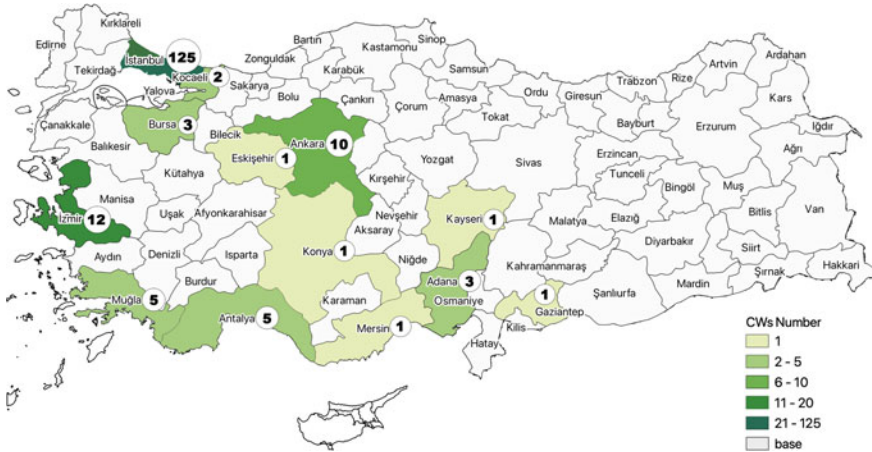 Kırklareli
Edirne
Tekirdağ
İstanbul 125
Kocaeli 2
Yalova
Sakarya
Zonguldak
Bartın
Karabük
Kastamonu
Sinop
Samsun
Ordu
Giresun
Trabzon
Rize
Artvin
Ardahan
Kars
Iğdır
Ağrı
Bolu
Çankırı
Çorum
Amasya
Tokat
Bayburt
Erzurum
Çanakkale
Balıkesir
Bursa 3
Bilecik
Eskişehir 1
Ankara 10
Kırşehir
Yozgat
Sivas
Erzincan
Tunceli
Bingöl
Muş
Bitlis
Van
Manisa
Kütahya
İzmir 12
Uşak
Afyonkarahisar
Konya 1
Aksaray
Nevşehir
Kayseri 1
Malatya
Elazığ
Diyarbakır
Siirt
Şırnak
Hakkari
Aydın
Denizli
Isparta
Burdur
Niğde
Kahramanmaraş
Adana 3
Osmaniye
1
Gaziantep
Şanlıurfa
Mardin
Muğla 5
Antalya 5
Karaman
Mersin 1
Hatay
Kilis
CWs Number
1
2 - 5
6 - 10
11 - 20
21 - 125
base